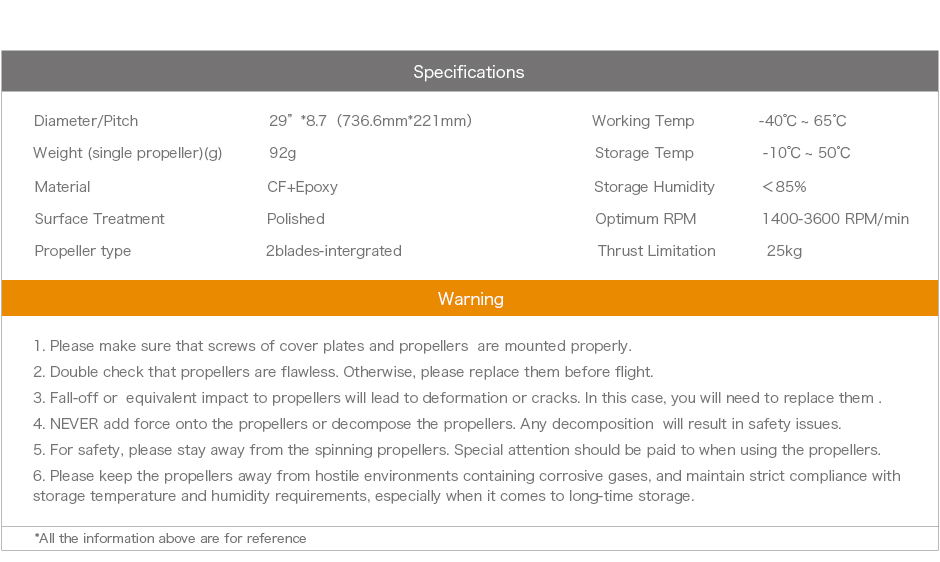 Specifications
Diameter/Pitch 29” *8.7 (736.6mm*221mm) Working Temp -40℃ ~ 65℃
Weight (single propeller)(g) 92g Storage Temp -10℃ ~ 50℃
Material CF+Epoxy Storage Humidity ＜85%
Surface Treatment Polished Optimum RPM 1400-3600 RPM/min
Propeller type 2blades-intergrated Thrust Limitation 25kg
Warning
1. Please make sure that screws of cover plates and propellers are mounted properly.
2. Double check that propellers are flawless. Otherwise, please replace them before flight.
3. Fall-off or equivalent impact to propellers will lead to deformation or cracks. In this case, you will need to replace them .
4. NEVER add force onto the propellers or decompose the propellers. Any decomposition will result in safety issues.
5. For safety, please stay away from the spinning propellers. Special attention should be paid to when using the propellers.
6. Please keep the propellers away from hostile environments containing corrosive gases, and maintain strict compliance with
storage temperature and humidity requirements, especially when it comes to long-time storage.
*All the information above are for reference